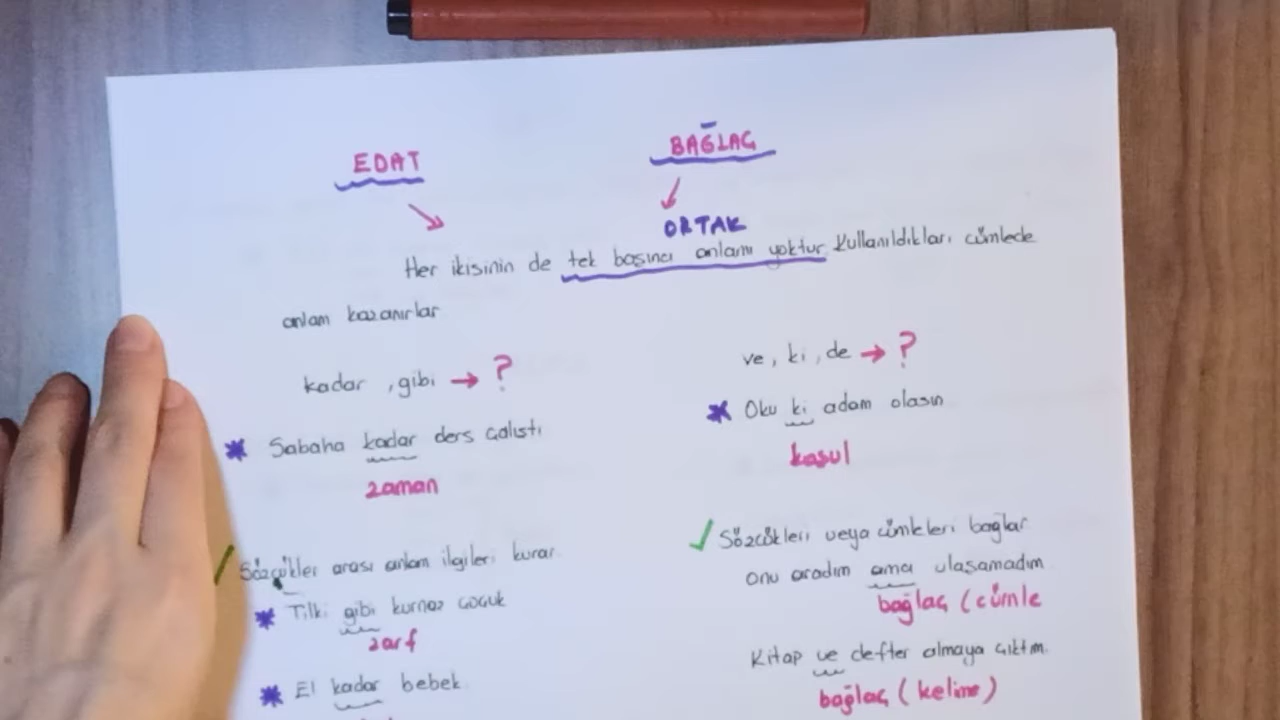 EDAT
BAĞLAÇ
ORTAK
Her ikisinin de tek başına anlamı yoktur. Kullanıldıkları cümlede
anlam kazanırlar
kadar, gibi → ?
* Sabaha kadar ders çalıştı
zaman
✓ Sözcükler arası anlam ilgileri kurar.
* Tilki gibi kurnaz çocuk
zarf
* El kadar bebek
ve, ki, de → ?
* Oku ki adam olasın
koşul
✓ Sözcükleri veya cümleleri bağlar
onu aradım ama ulaşamadım
bağlaç (cümle
Kitap ve defter almaya çıktım.
bağlaç (kelime)